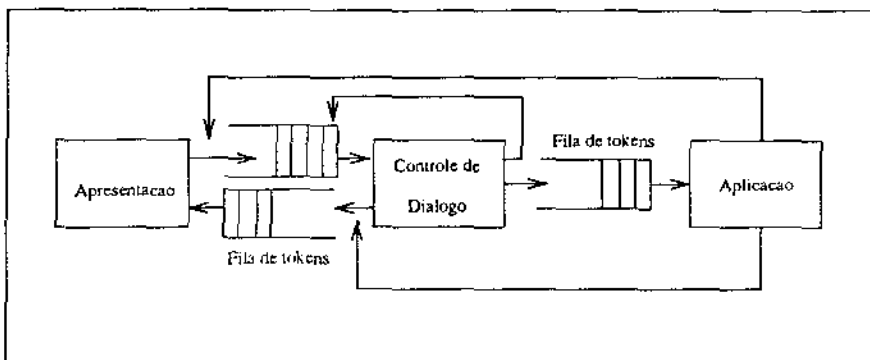 Apresentacao
Controle de
Dialogo
Fila de tokens
Aplicacao
Fila de tokens